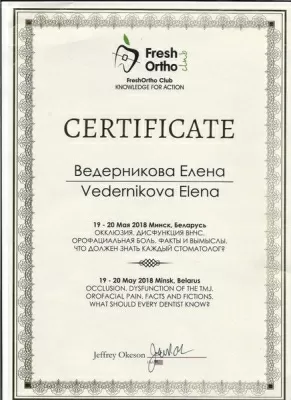 Fresh
Ortho
club
FreshOrtho Club
KNOWLEDGE FOR ACTION
CERTIFICATE
Ведерникова Елена
Vedernikova Elena
19 - 20 Мая 2018 Минск, Беларусь
ОККЛЮЗИЯ, ДИСФУНКЦИЯ ВНЧС.
ОРОФАЦИАЛЬНАЯ БОЛЬ. ФАКТЫ И ВЫМЫСЛЫ.
ЧТО ДОЛЖЕН ЗНАТЬ КАЖДЫЙ СТОМАТОЛОГ?
19 - 20 May 2018 Minsk, Belarus
OCCLUSION. DYSFUNCTION OF THE TMJ.
OROFACIAL PAIN. FACTS AND FICTIONS.
WHAT SHOULD EVERY DENTIST KNOW?
Jeffrey Okeson